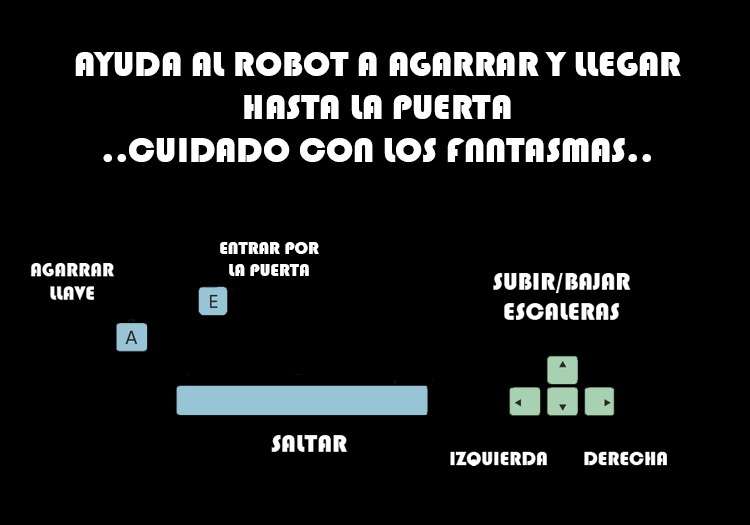 AYUDA AL ROBOT A AGARRAR Y LLEGAR
HASTA LA PUERTA
..CUIDADO CON LOS FNNTASMAS..
ENTRAR POR
LA PUERTA
AGARRAR
LLAVE
SUBIR/BAJAR
ESCALERAS
E
A
SALTAR
IZQUIERDA
DERECHA